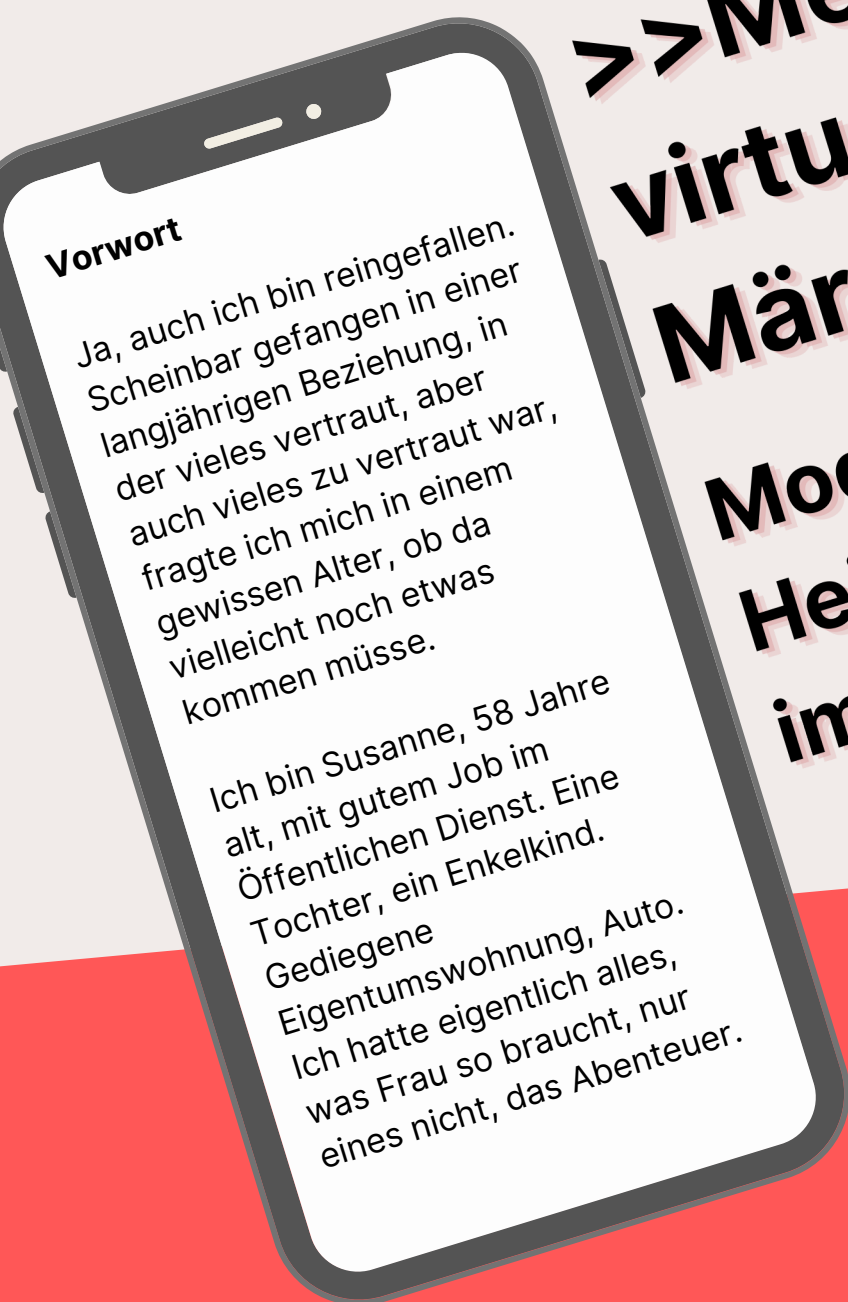 Vorwort
Ja, auch ich bin reingefallen.
Scheinbar gefangen in einer
langjährigen Beziehung, in
der vieles vertraut, aber
auch vieles zu vertraut war,
fragte ich mich in einem
gewissen Alter, ob da
vielleicht noch etwas
kommen müsse.
Ich bin Susanne, 58 Jahre
alt, mit gutem Job im
Öffentlichen Dienst. Eine
Tochter, ein Enkelkind.
Gediegene
Eigentumswohnung, Auto.
Ich hatte eigentlich alles,
was Frau so braucht, nur
eines nicht, das Abenteuer.